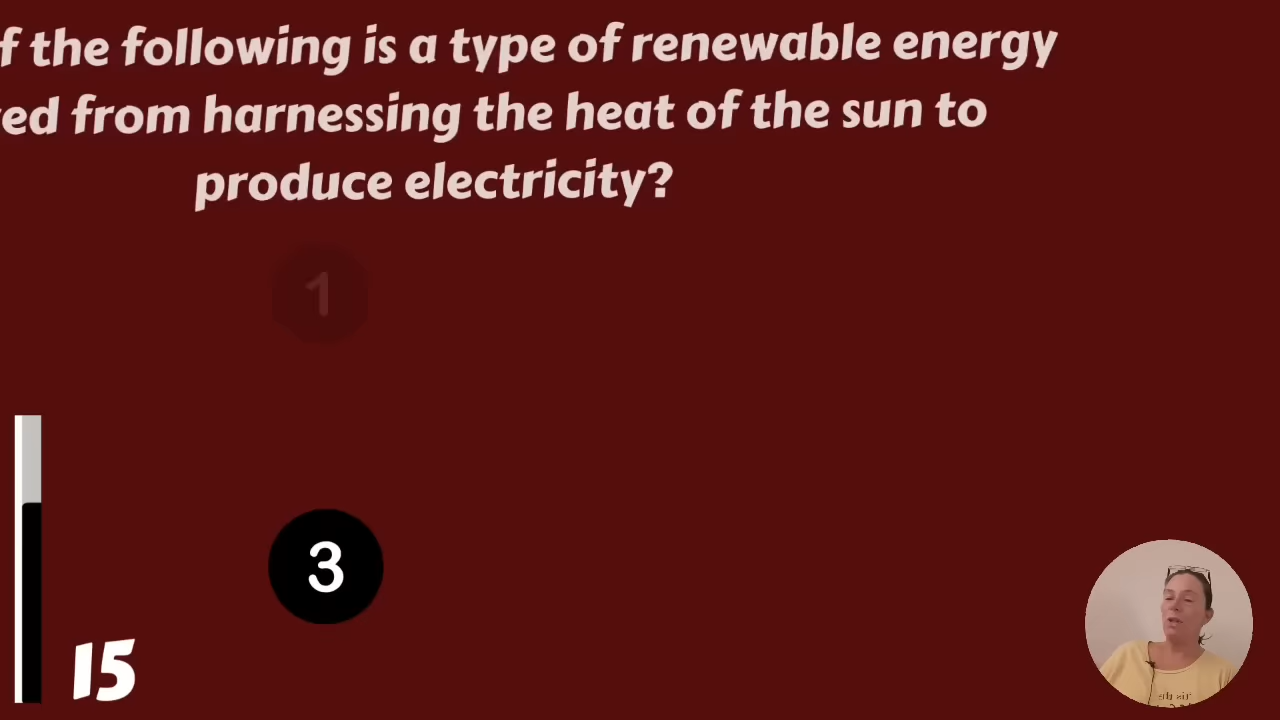 f the following is a type of renewable energy
ed from harnessing the heat of the sun to
produce electricity?
1
3
15